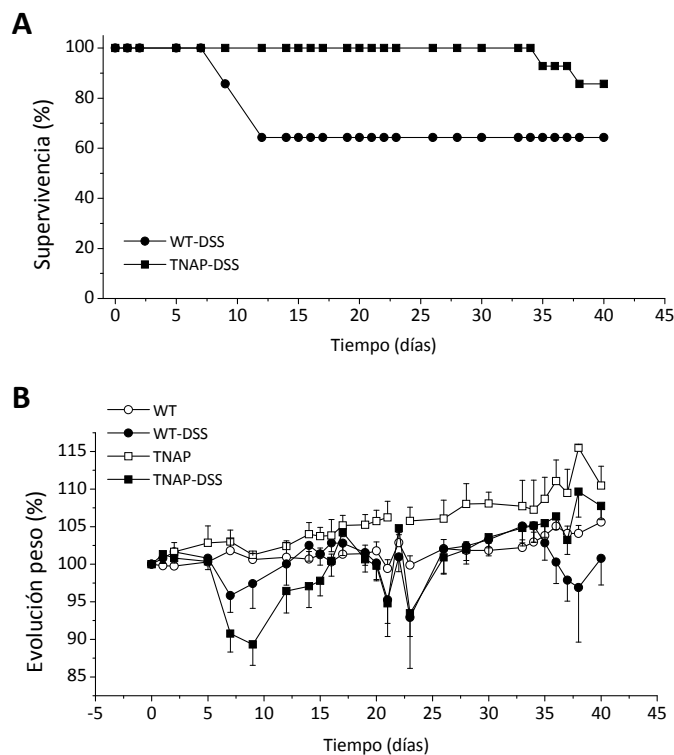 A
100
80
60
40
20
0
Supervivencia (%)
WT-DSS
TNAP-DSS
0 5 10 15 20 25 30 35 40 45
Tiempo (días)
B
WT
WT-DSS
TNAP
TNAP-DSS
115
110
105
100
95
90
85
Evolución peso (%)
-5 0 5 10 15 20 25 30 35 40 45
Tiempo (días)